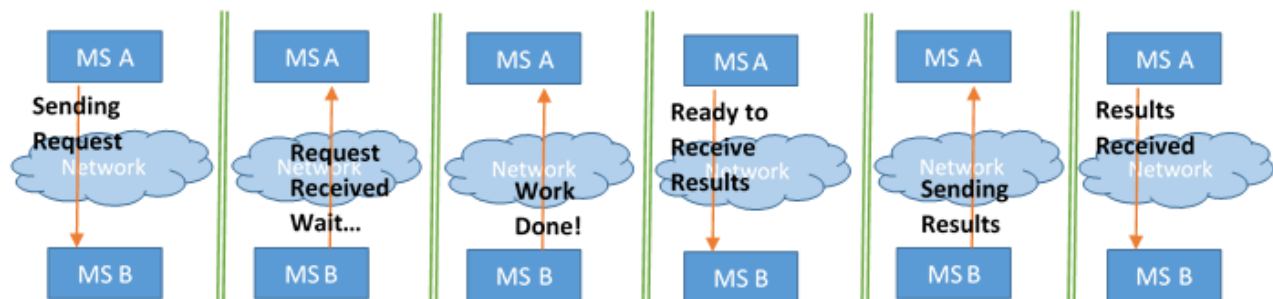 MS A
Sending
Request
Network
MS B
MS A
Network
Request
Received
Wait...
MS B
MS A
Network
Work
Done!
MS B
MS A
Ready to
Receive
Network
Results
MS B
MS A
Network
Sending
Results
MS B
MS A
Results
Received
Network
MS B